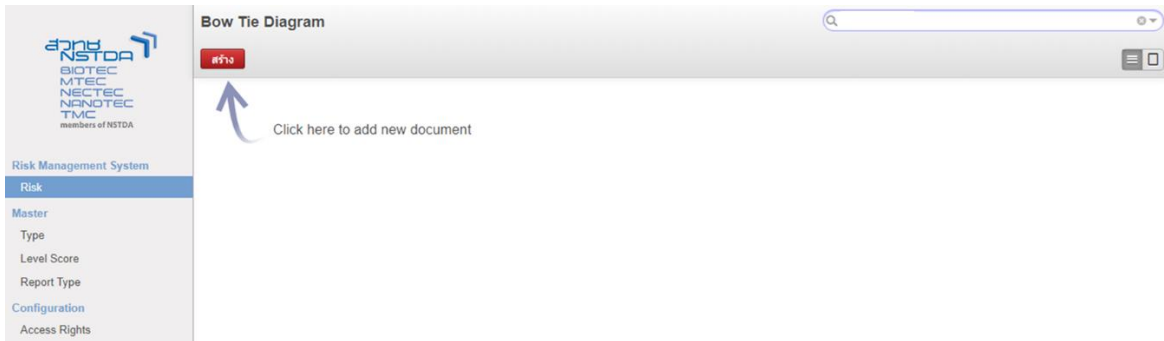 สวทช
NSTDA
BIOTEC
MTEC
NECTEC
NANOTEC
TMC
members of NSTDA
Risk Management System
Risk
Master
Type
Level Score
Report Type
Configuration
Access Rights
Bow Tie Diagram
สร้าง
Click here to add new document